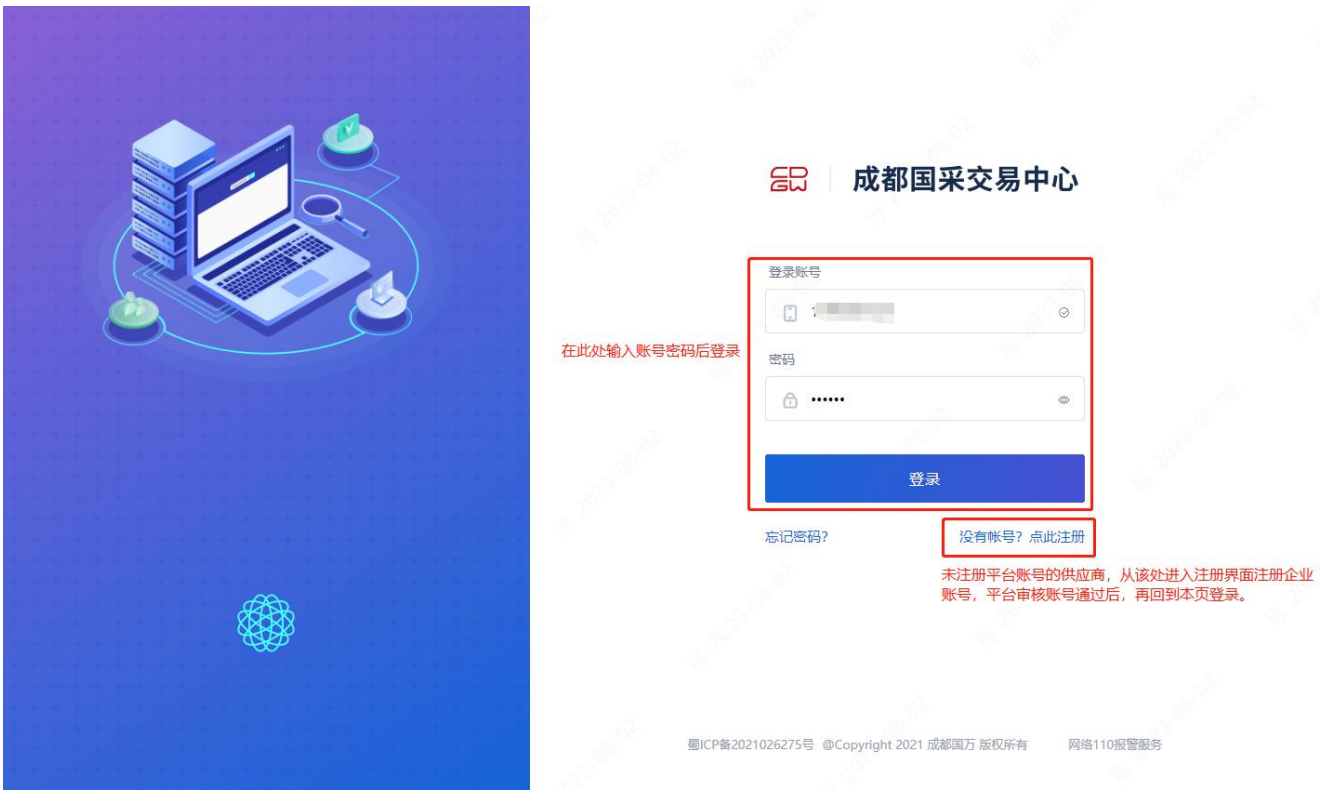 成都国采交易中心
登录账号
在此处输入账号密码后登录
密码
••••••
登录
忘记密码?
没有帐号？点此注册
未注册平台账号的供应商，从该处进入注册界面注册企业
账号，平台审核账号通过后，再回到本页登录。
蜀ICP备2021026275号 @Copyright 2021 成都国万 版权所有 网络110报警服务